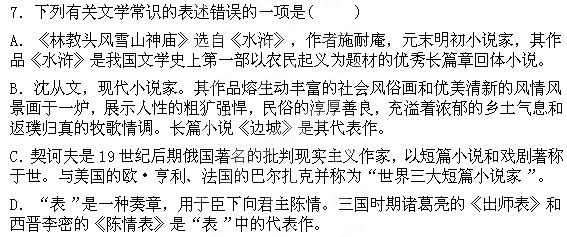 7．下列有关文学常识的表述错误的一项是(　　)
A．《林教头风雪山神庙》选自《水浒》，作者施耐庵，元末明初小说家，其作
品《水浒》是我国文学史上第一部以农民起义为题材的优秀长篇章回体小说。
B．沈从文，现代小说家。其作品熔生动丰富的社会风俗画和优美清新的风情风
景画于一炉，展示人性的粗犷强悍，民俗的淳厚善良，充溢着浓郁的乡土气息和
返璞归真的牧歌情调。长篇小说《边城》是其代表作。
C．契诃夫是19世纪后期俄国著名的批判现实主义作家，以短篇小说和戏剧著称
于世。与美国的欧·亨利、法国的巴尔扎克并称为“世界三大短篇小说家”。
D．“表”是一种奏章，用于臣下向君主陈情。三国时期诸葛亮的《出师表》和
西晋李密的《陈情表》是“表”中的代表作。